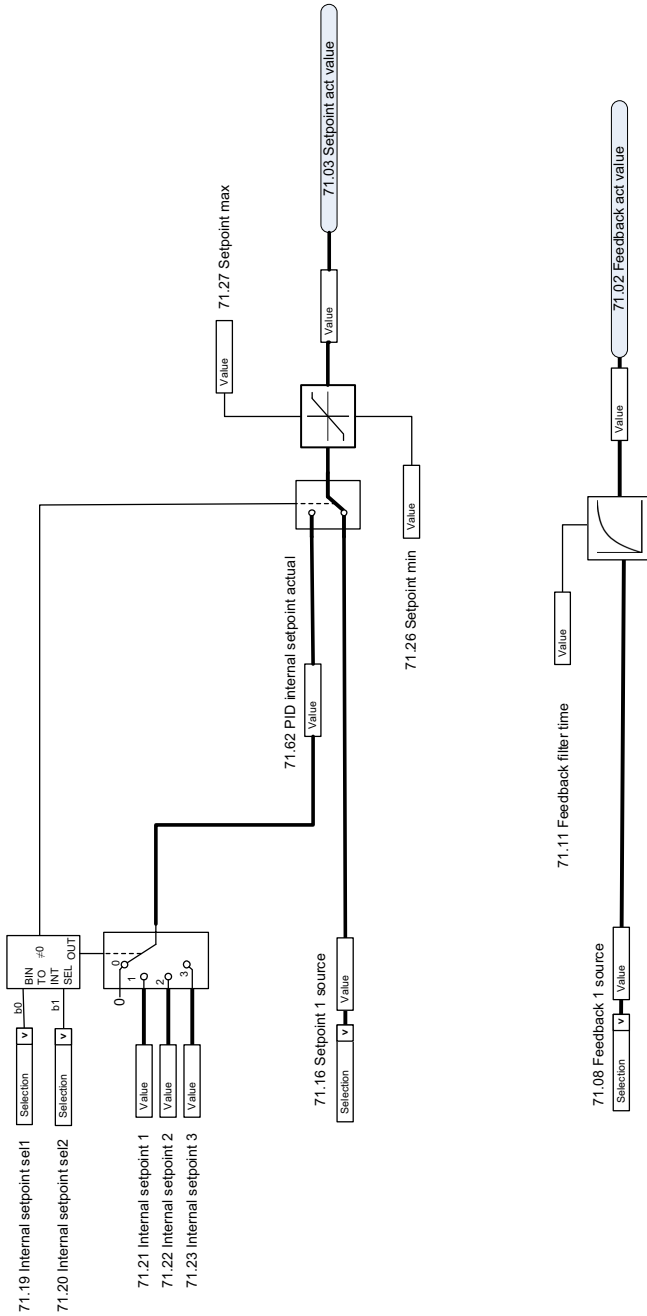 71.19 Internal setpoint sel1
Selection
v
b0
71.20 Internal setpoint sel2
Selection
v
b1
BIN
TO
INT
SEL
≠0
OUT
71.21 Internal setpoint 1
Value
71.22 Internal setpoint 2
Value
71.23 Internal setpoint 3
Value
0
0
1
2
3
71.62 PID internal setpoint actual
Value
71.16 Setpoint 1 source
Selection
v
Value
71.27 Setpoint max
Value
71.26 Setpoint min
Value
Value
71.03 Setpoint act value
71.11 Feedback filter time
Value
71.08 Feedback 1 source
Selection
v
Value
Value
71.02 Feedback act value